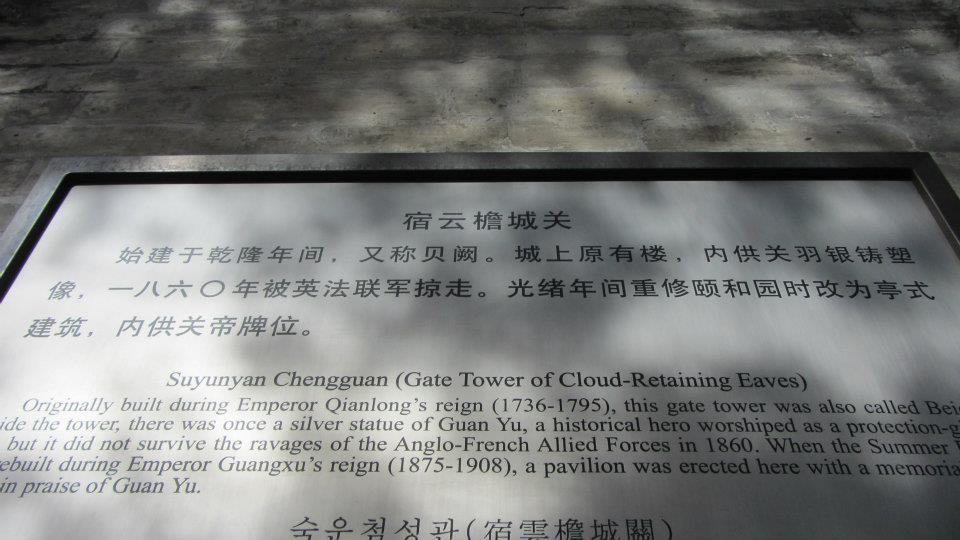 宿云檐城关
始建于乾隆年间，又称贝阙。城上原有楼，内供关羽银铸塑
像，一八六〇年被英法联军掠走。光绪年间重修颐和园时改为亭式
建筑，内供关帝牌位。
Suyunyan Chengguan (Gate Tower of Cloud-Retaining Eaves)
Originally built during Emperor Qianlong's reign (1736-1795), this gate tower was also called
the tower, there was once a silver statue of Guan Yu, a historical hero worshiped as a
but it did not survive the ravages of the Anglo-French Allied Forces in 1860. When the Summer
during Emperor Guangxu's reign (1875-1908), a pavilion was erected here with a
in praise of Guan Yu.
숙운첨성관(宿雲檐城關)